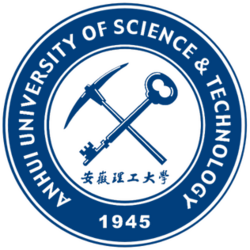 ANHUI UNIVERSITY OF SCIENCE & TECHNOLOGY
安徽理工大學
1945